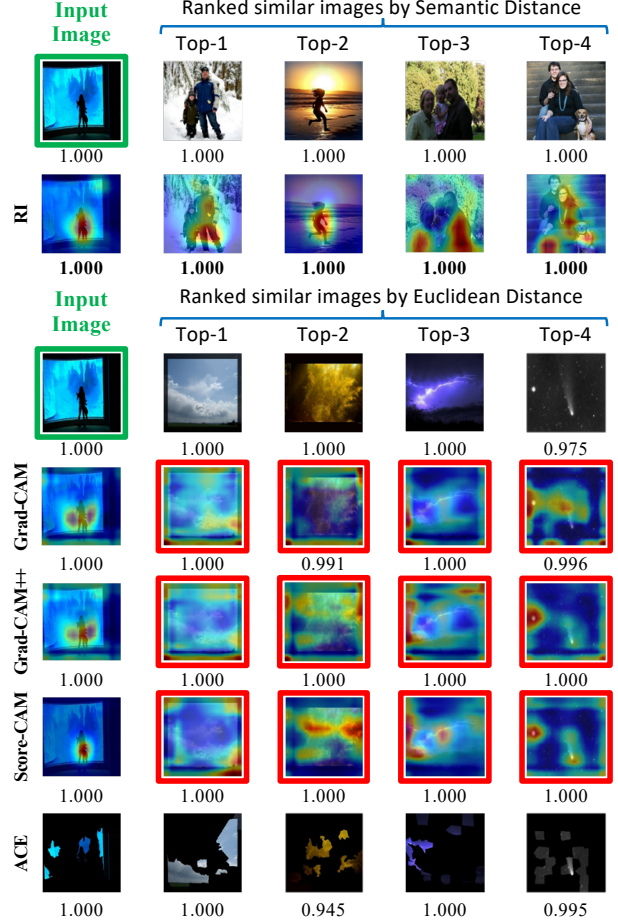 Input Image
Ranked similar images by Semantic Distance
Top-1 Top-2 Top-3 Top-4
1.000 1.000 1.000 1.000 1.000
RI
1.000 1.000 1.000 1.000 1.000
Input Image
Ranked similar images by Euclidean Distance
Top-1 Top-2 Top-3 Top-4
1.000 1.000 1.000 1.000 0.975
Grad-CAM
1.000 1.000 0.991 1.000 0.996
Grad-CAM++
1.000 1.000 1.000 1.000 1.000
Score-CAM
1.000 1.000 1.000 1.000 1.000
ACE
1.000 1.000 0.945 1.000 0.995